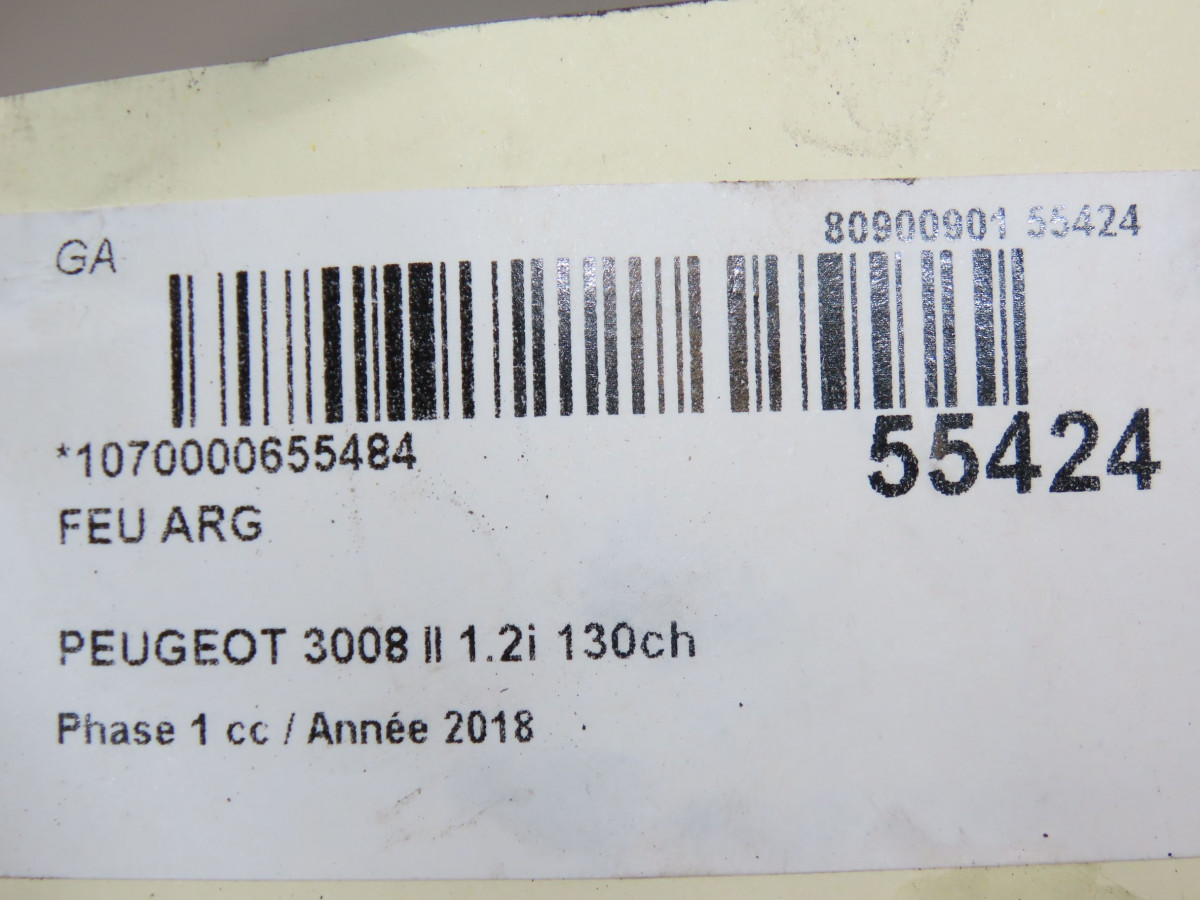 GA
80900901 55424
*1070000655484
55424
FEU ARG
PEUGEOT 3008 II 1.2i 130ch
Phase 1 cc / Année 2018